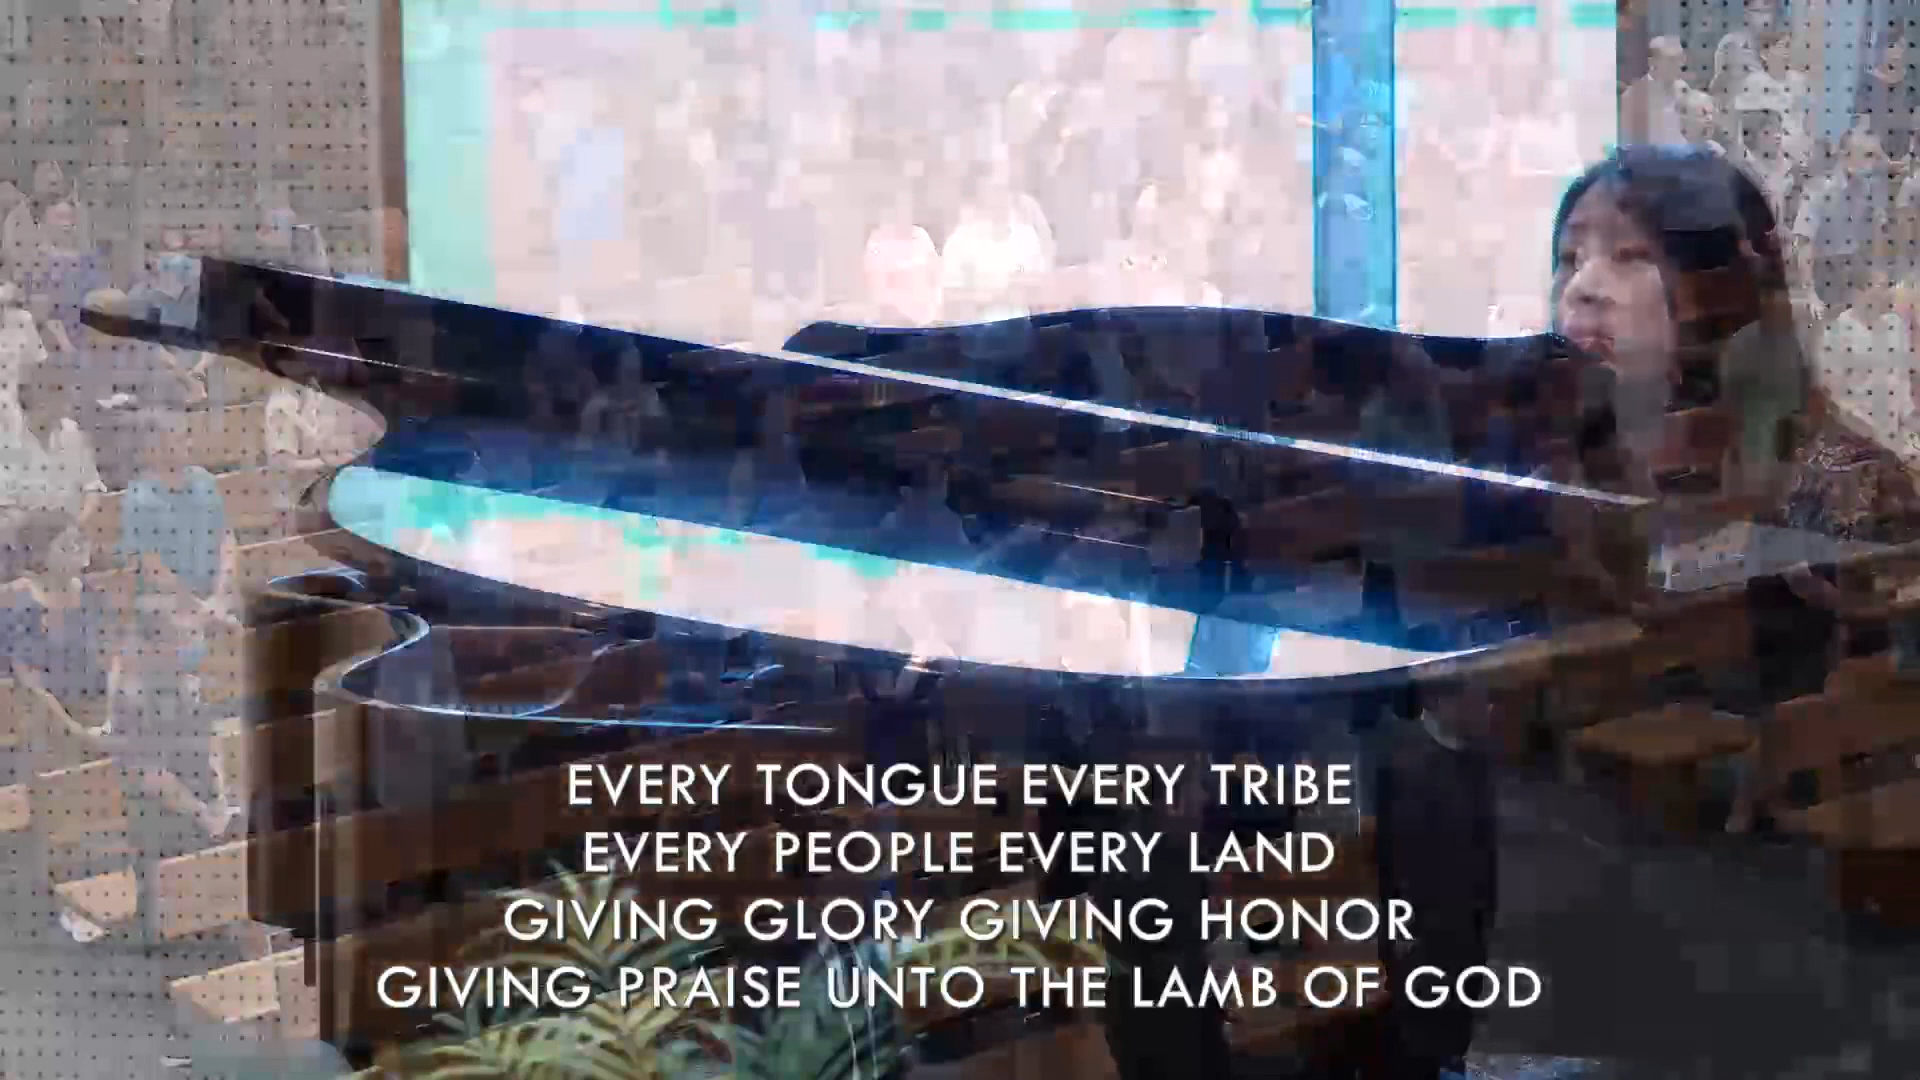 EVERY TONGUE EVERY TRIBE
EVERY PEOPLE EVERY LAND
GIVING GLORY GIVING HONOR
GIVING PRAISE UNTO THE LAMB OF GOD